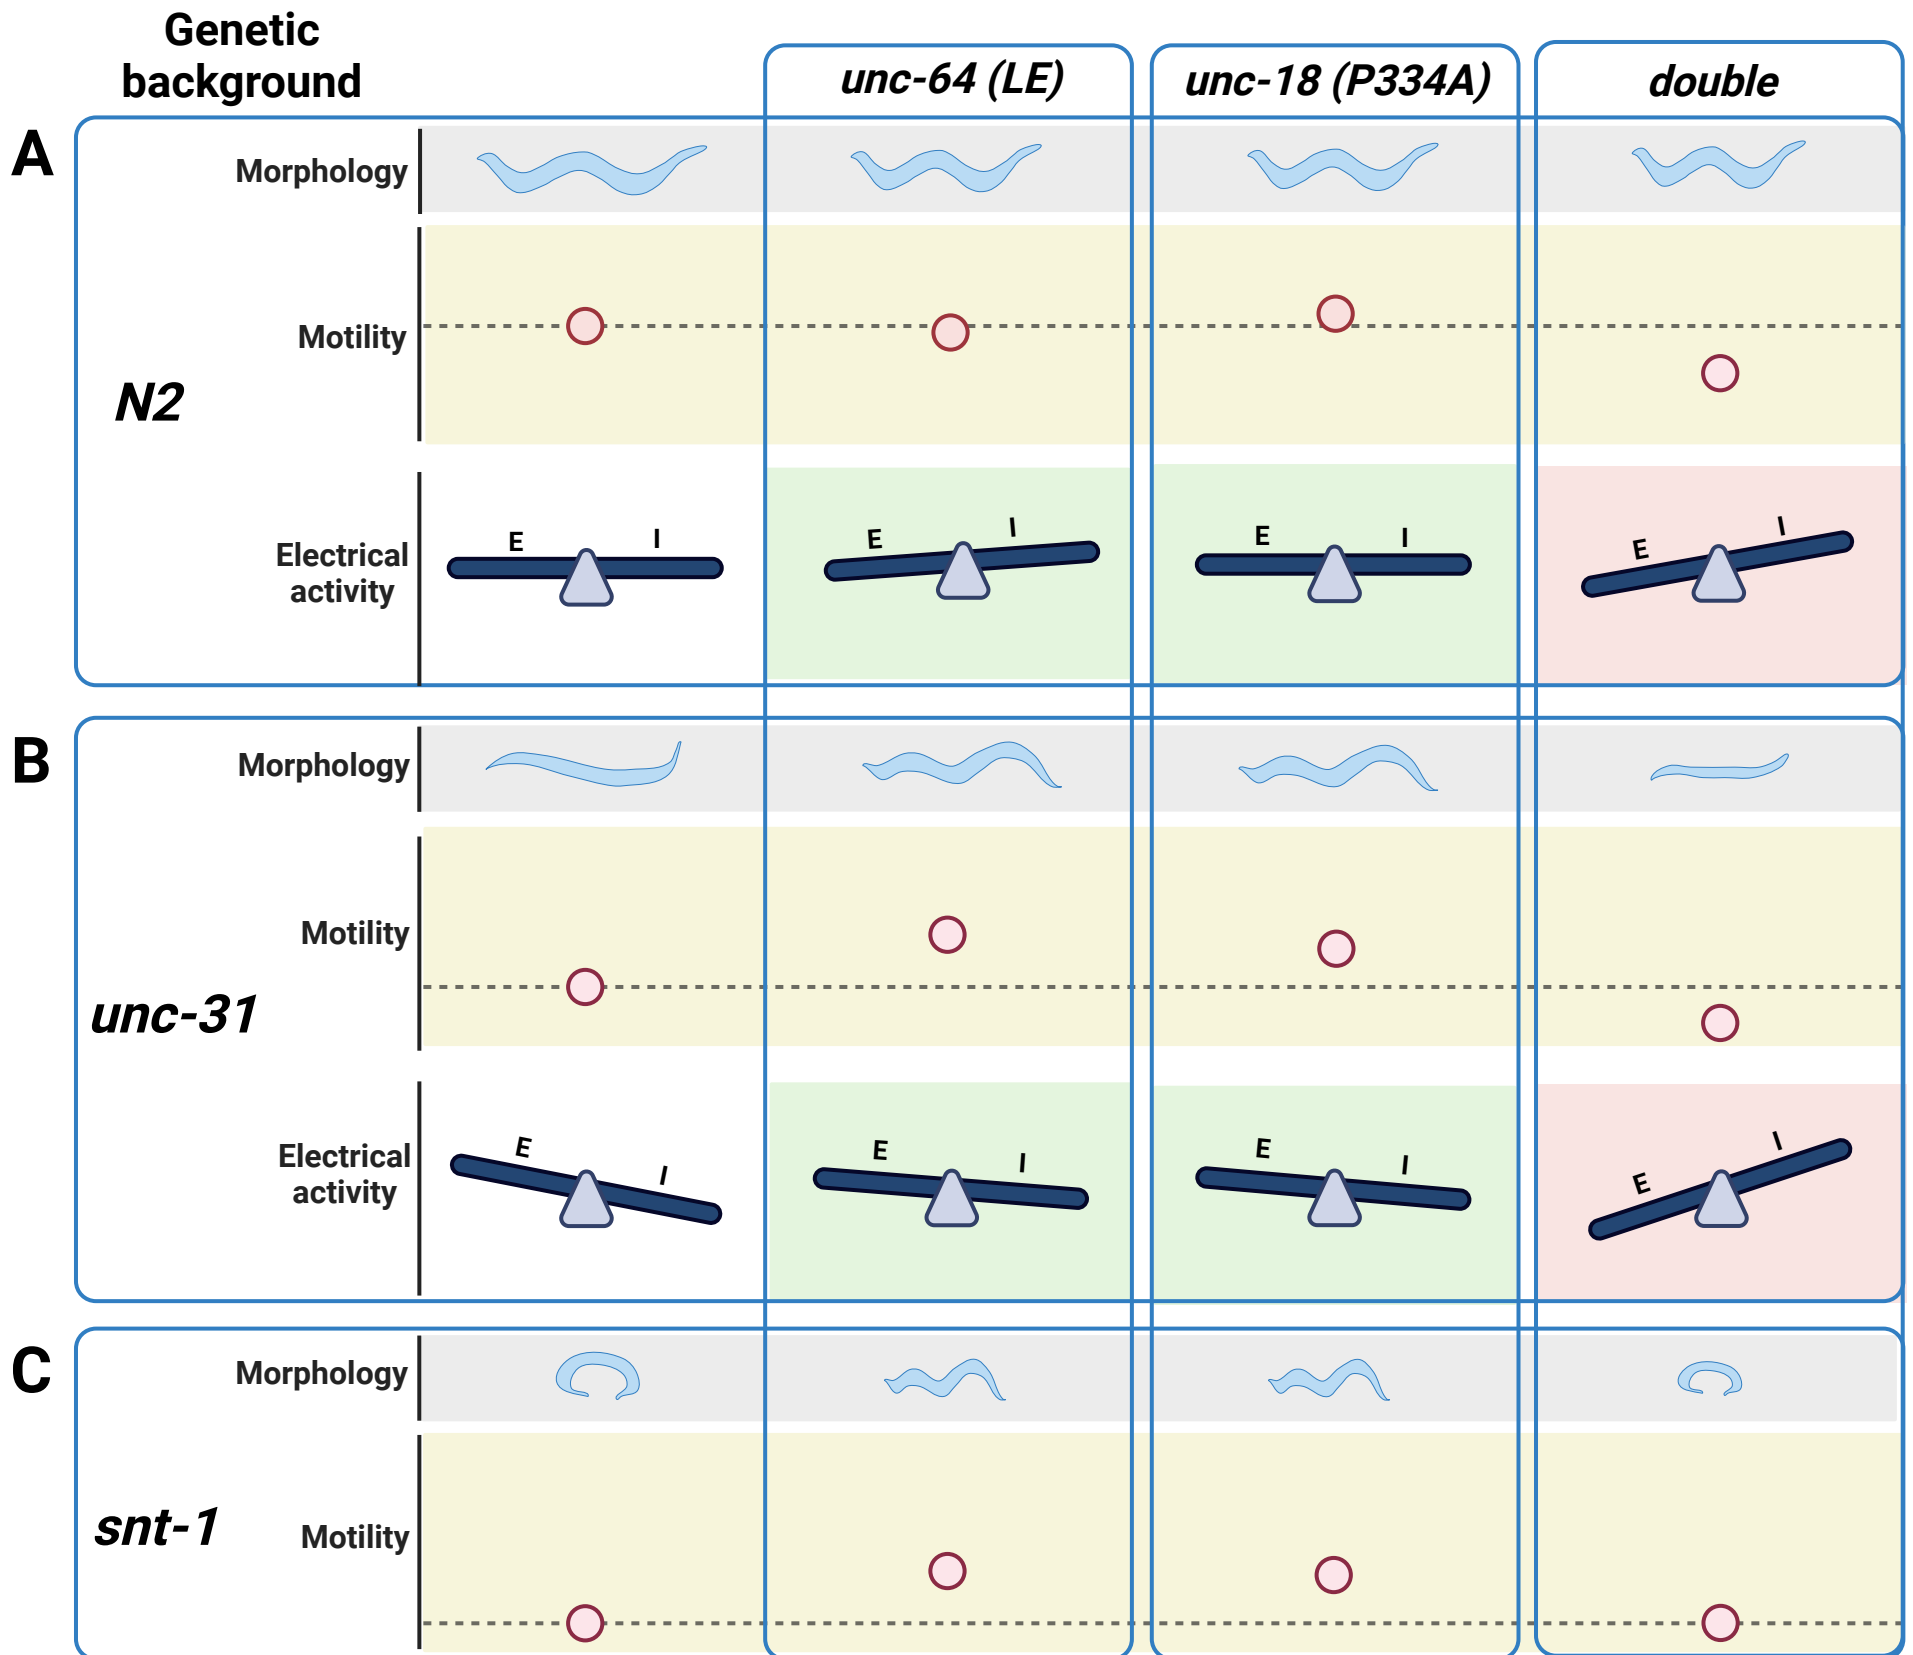 Genetic
background
unc-64 (LE)
unc-18 (P334A)
double
A
Morphology
Motility
N2
E I
E I
E I
E I
Electrical
activity
B
Morphology
Motility
unc-31
E I
E I
E I
E I
Electrical
activity
C
Morphology
snt-1
Motility